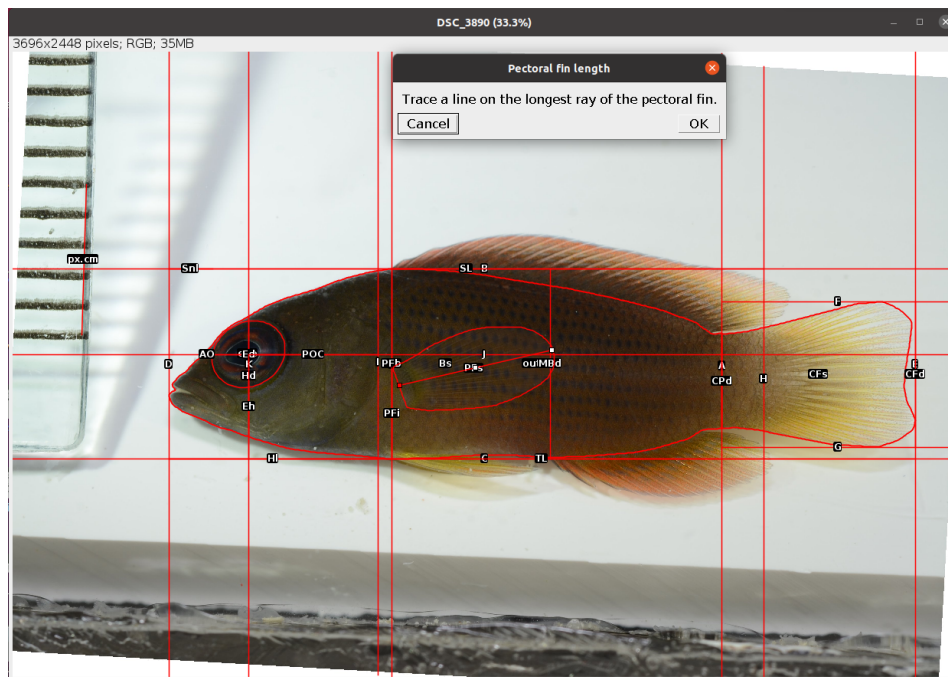 DSC_3890 (33.3%)
3696x2448 pixels; RGB; 35MB
Pectoral fin length
Trace a line on the longest ray of the pectoral fin.
Cancel
OK
px.cm
Snl
SL
B
F
AO
Ed
POC
J
D
K
I
PFb
Bs
MBd
A
E
Hd
CPd
H
CFs
CFd
Eh
PFi
G
Hl
C
TL